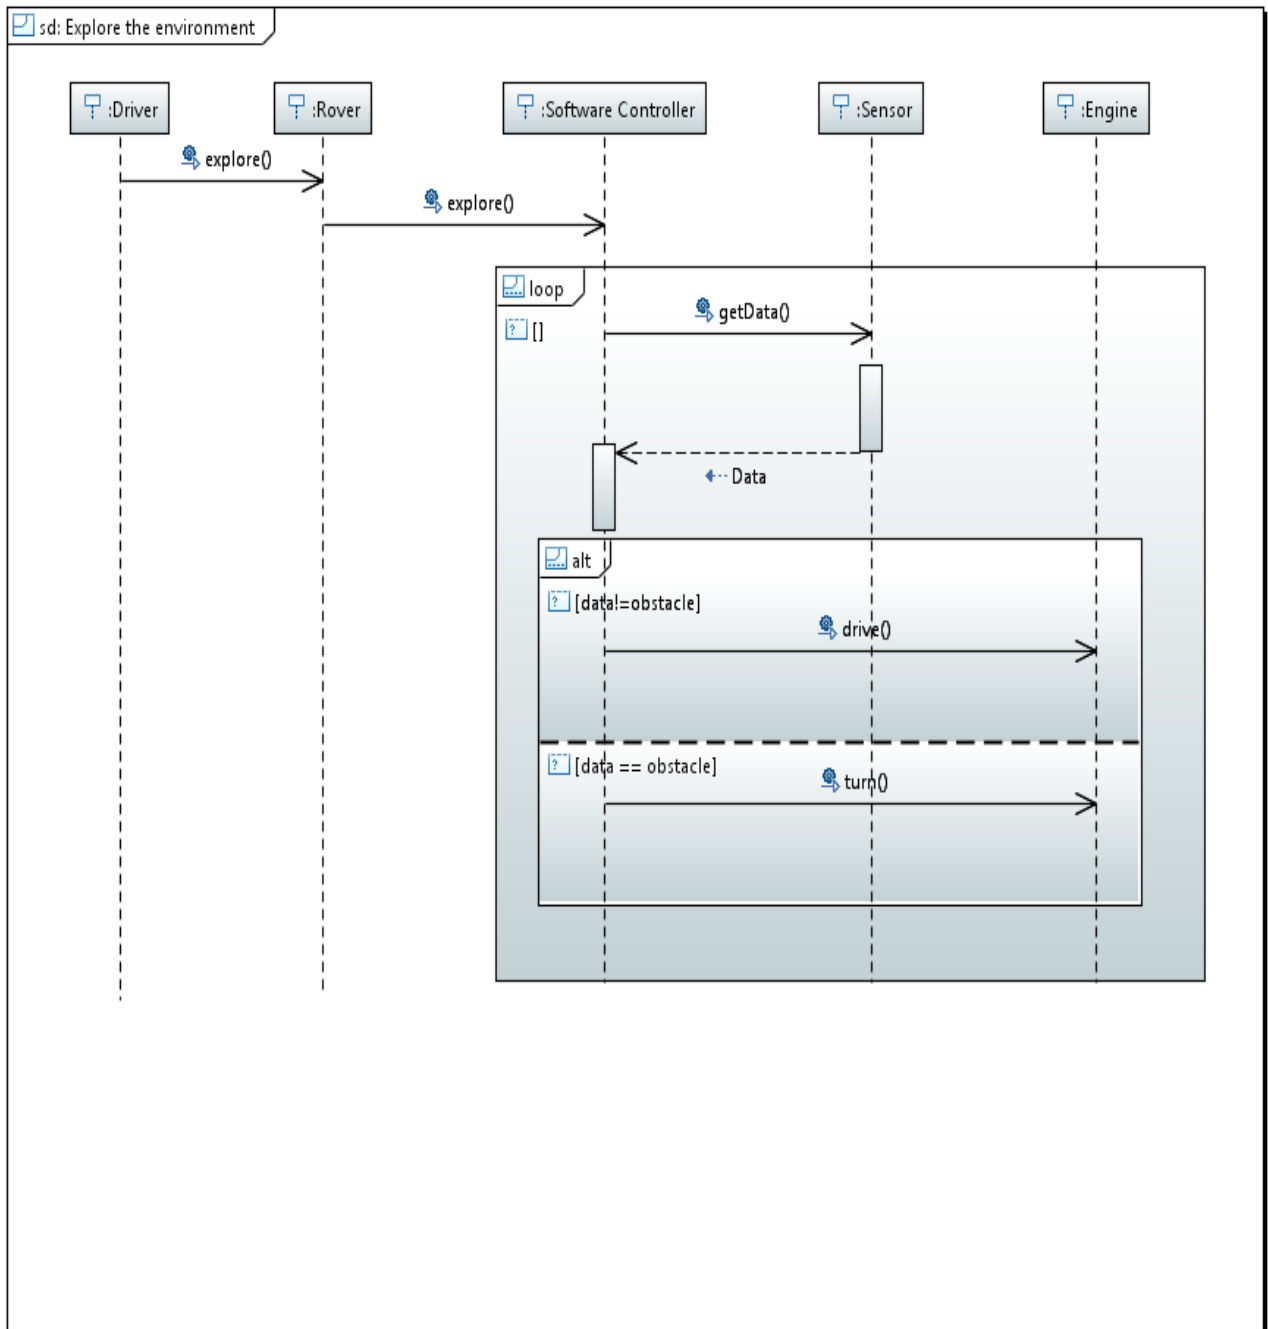 sd: Explore the environment
:Driver
:Rover
:Software Controller
:Sensor
:Engine
explore()
explore()
loop
getData()
[]
Data
alt
[data!=obstacle]
drive()
[data == obstacle]
turn()